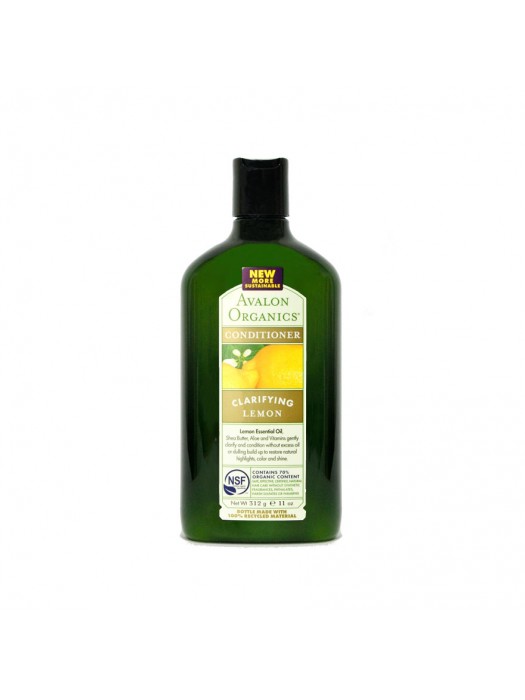 NEW
MORE
SUSTAINABLE
AVALON
ORGANICS®
CONDITIONER
CLARIFYING
LEMON
Lemon Essential Oil,
Shea Butter, Aloe and Vitamins gently
clarify and condition without excess oil
or dulling build up to restore natural
highlights, color and shine.
NSF
CONTAINS 70%
ORGANIC CONTENT
Net Wt 312 g e 11 oz
BOTTLE MADE WITH
100% RECYCLED MATERIAL